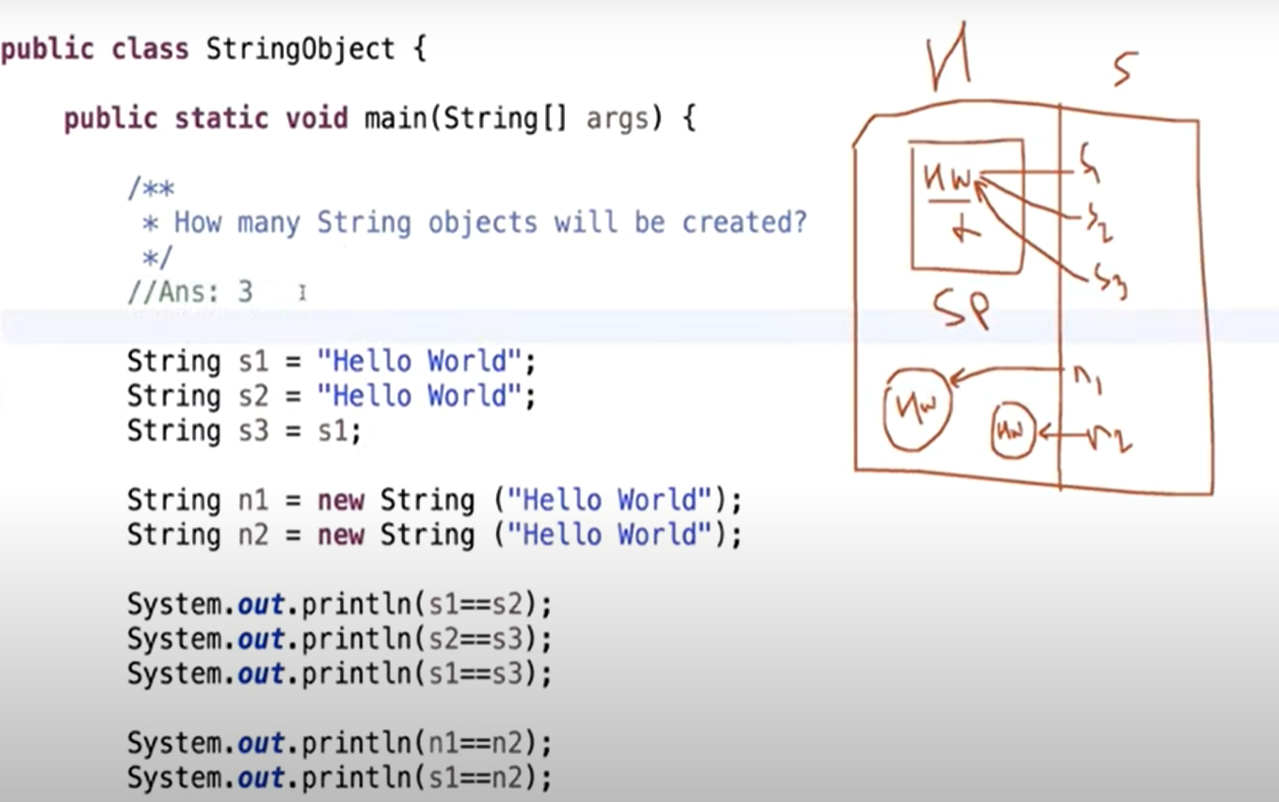 public class StringObject {
public static void main(String[] args) {
/**
* How many String objects will be created?
*/
//Ans: 3
String s1 = "Hello World";
String s2 = "Hello World";
String s3 = s1;
String n1 = new String ("Hello World");
String n2 = new String ("Hello World");
System.out.println(s1==s2);
System.out.println(s2==s3);
System.out.println(s1==s3);
System.out.println(n1==n2);
System.out.println(s1==n2);
H S
HW
S1
S2
S3
SP
HW
n1
HW
n2